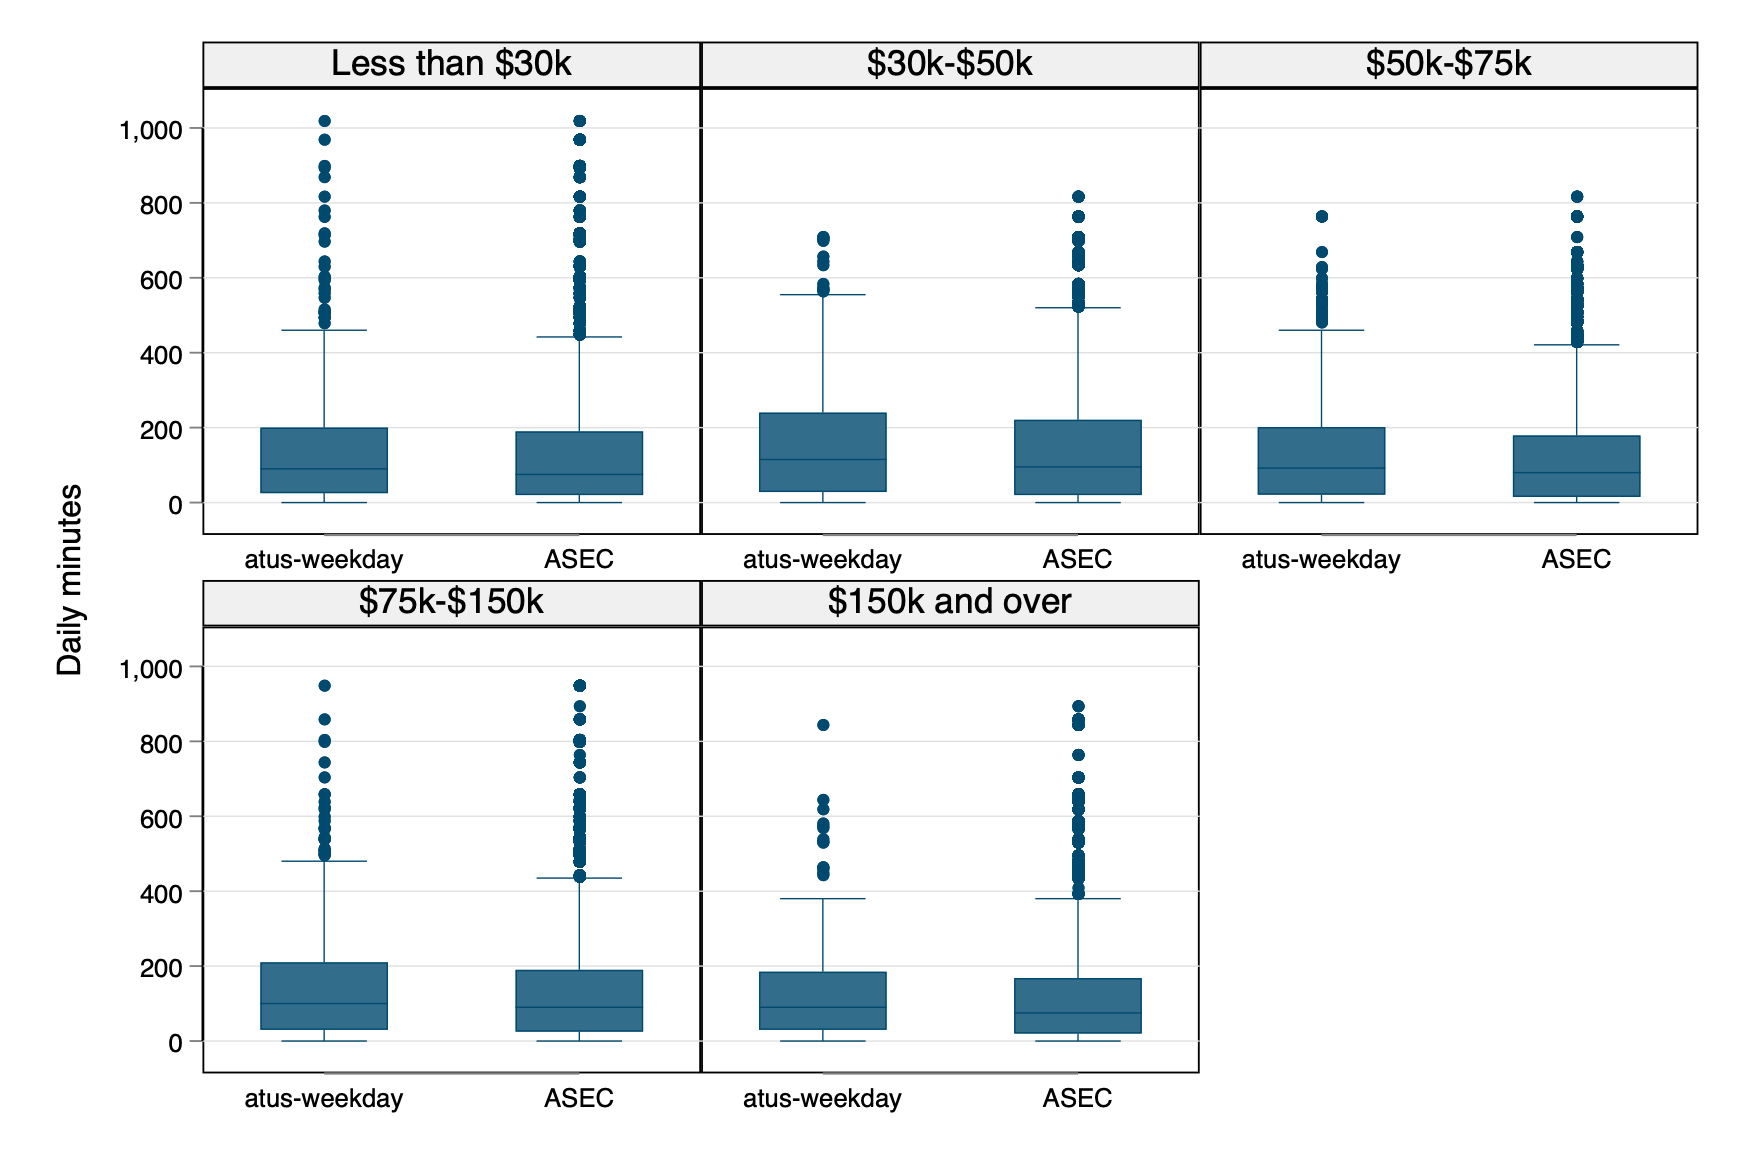 Less than $30k
$30k-$50k
$50k-$75k
1,000
800
600
400
200
0
atus-weekday
ASEC
atus-weekday
ASEC
atus-weekday
ASEC
Daily minutes
$75k-$150k
$150k and over
1,000
800
600
400
200
0
atus-weekday
ASEC
atus-weekday
ASEC